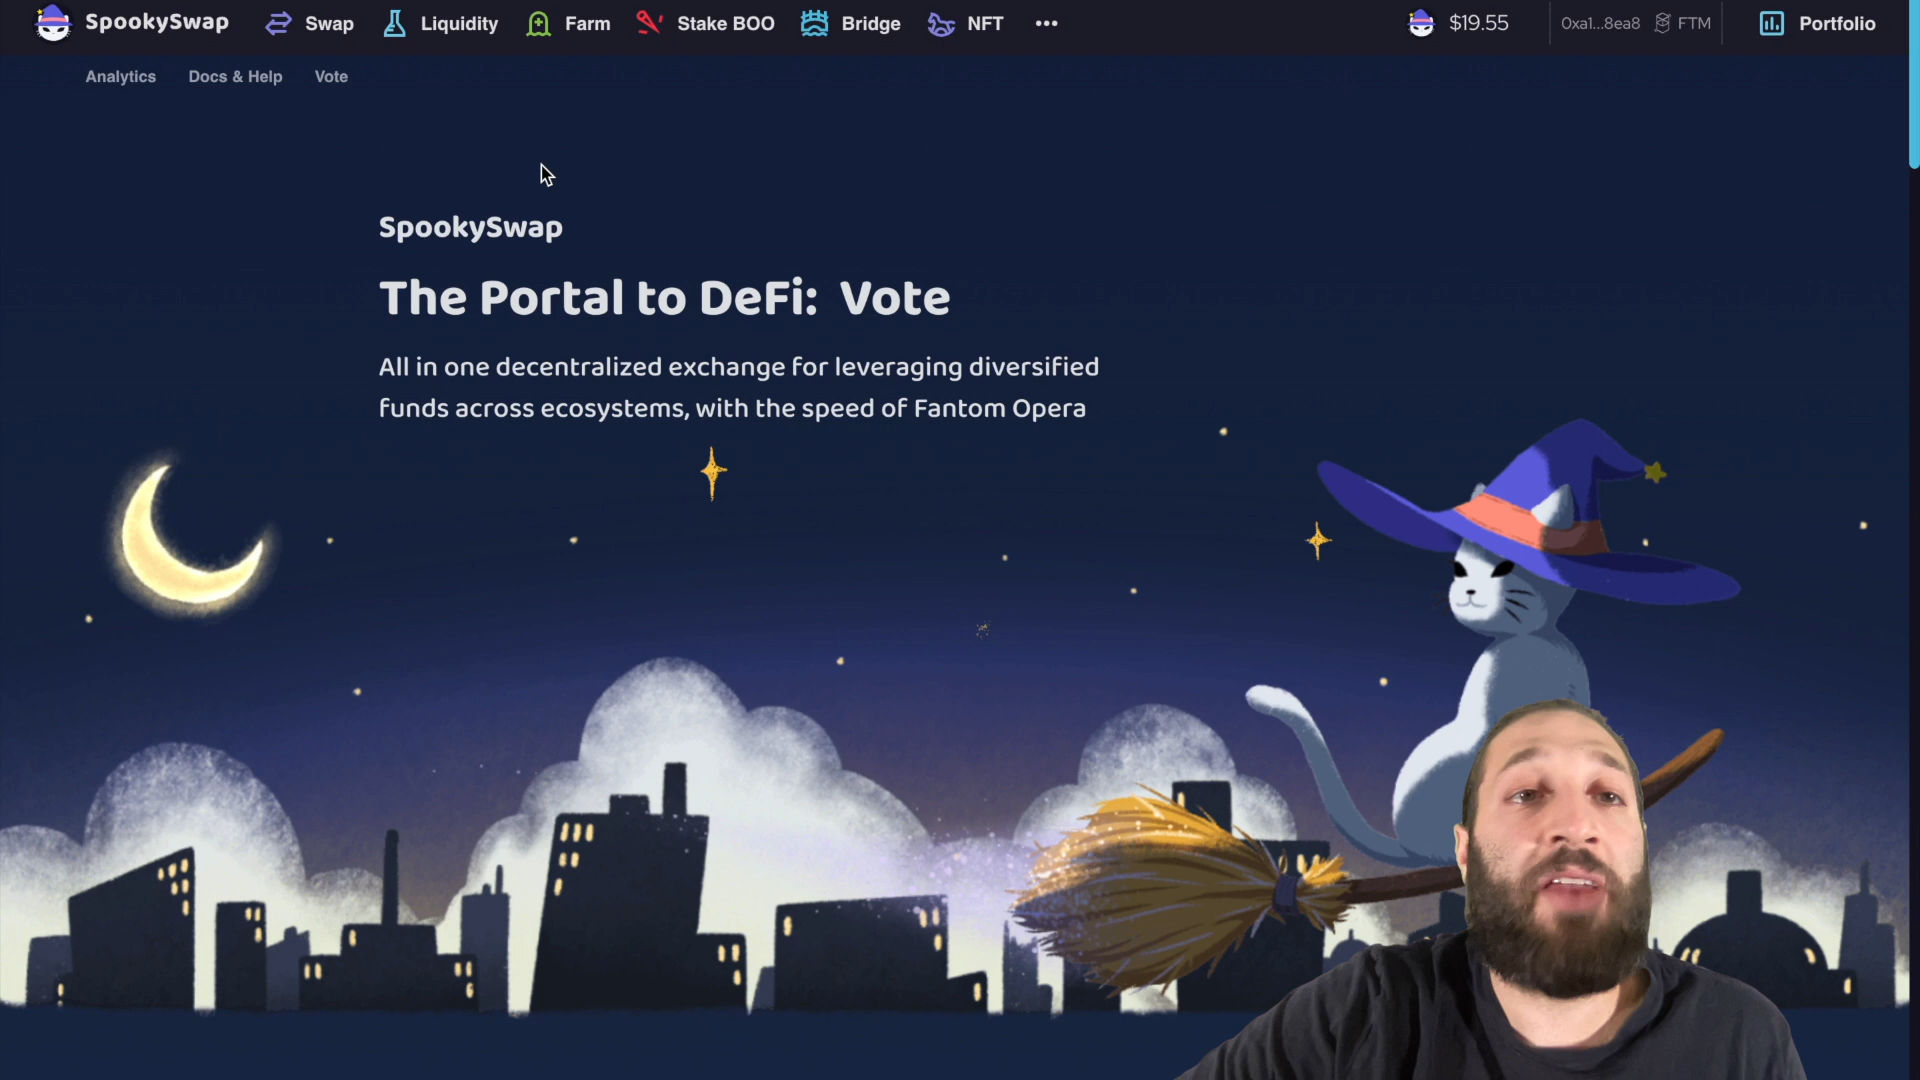 SpookySwap
Swap
Liquidity
Farm
Stake BOO
Bridge
NFT
$19.55
0xa1...8ea8
FTM
Portfolio
Analytics
Docs & Help
Vote
SpookySwap
The Portal to DeFi: Vote
All in one decentralized exchange for leveraging diversified
funds across ecosystems, with the speed of Fantom Opera